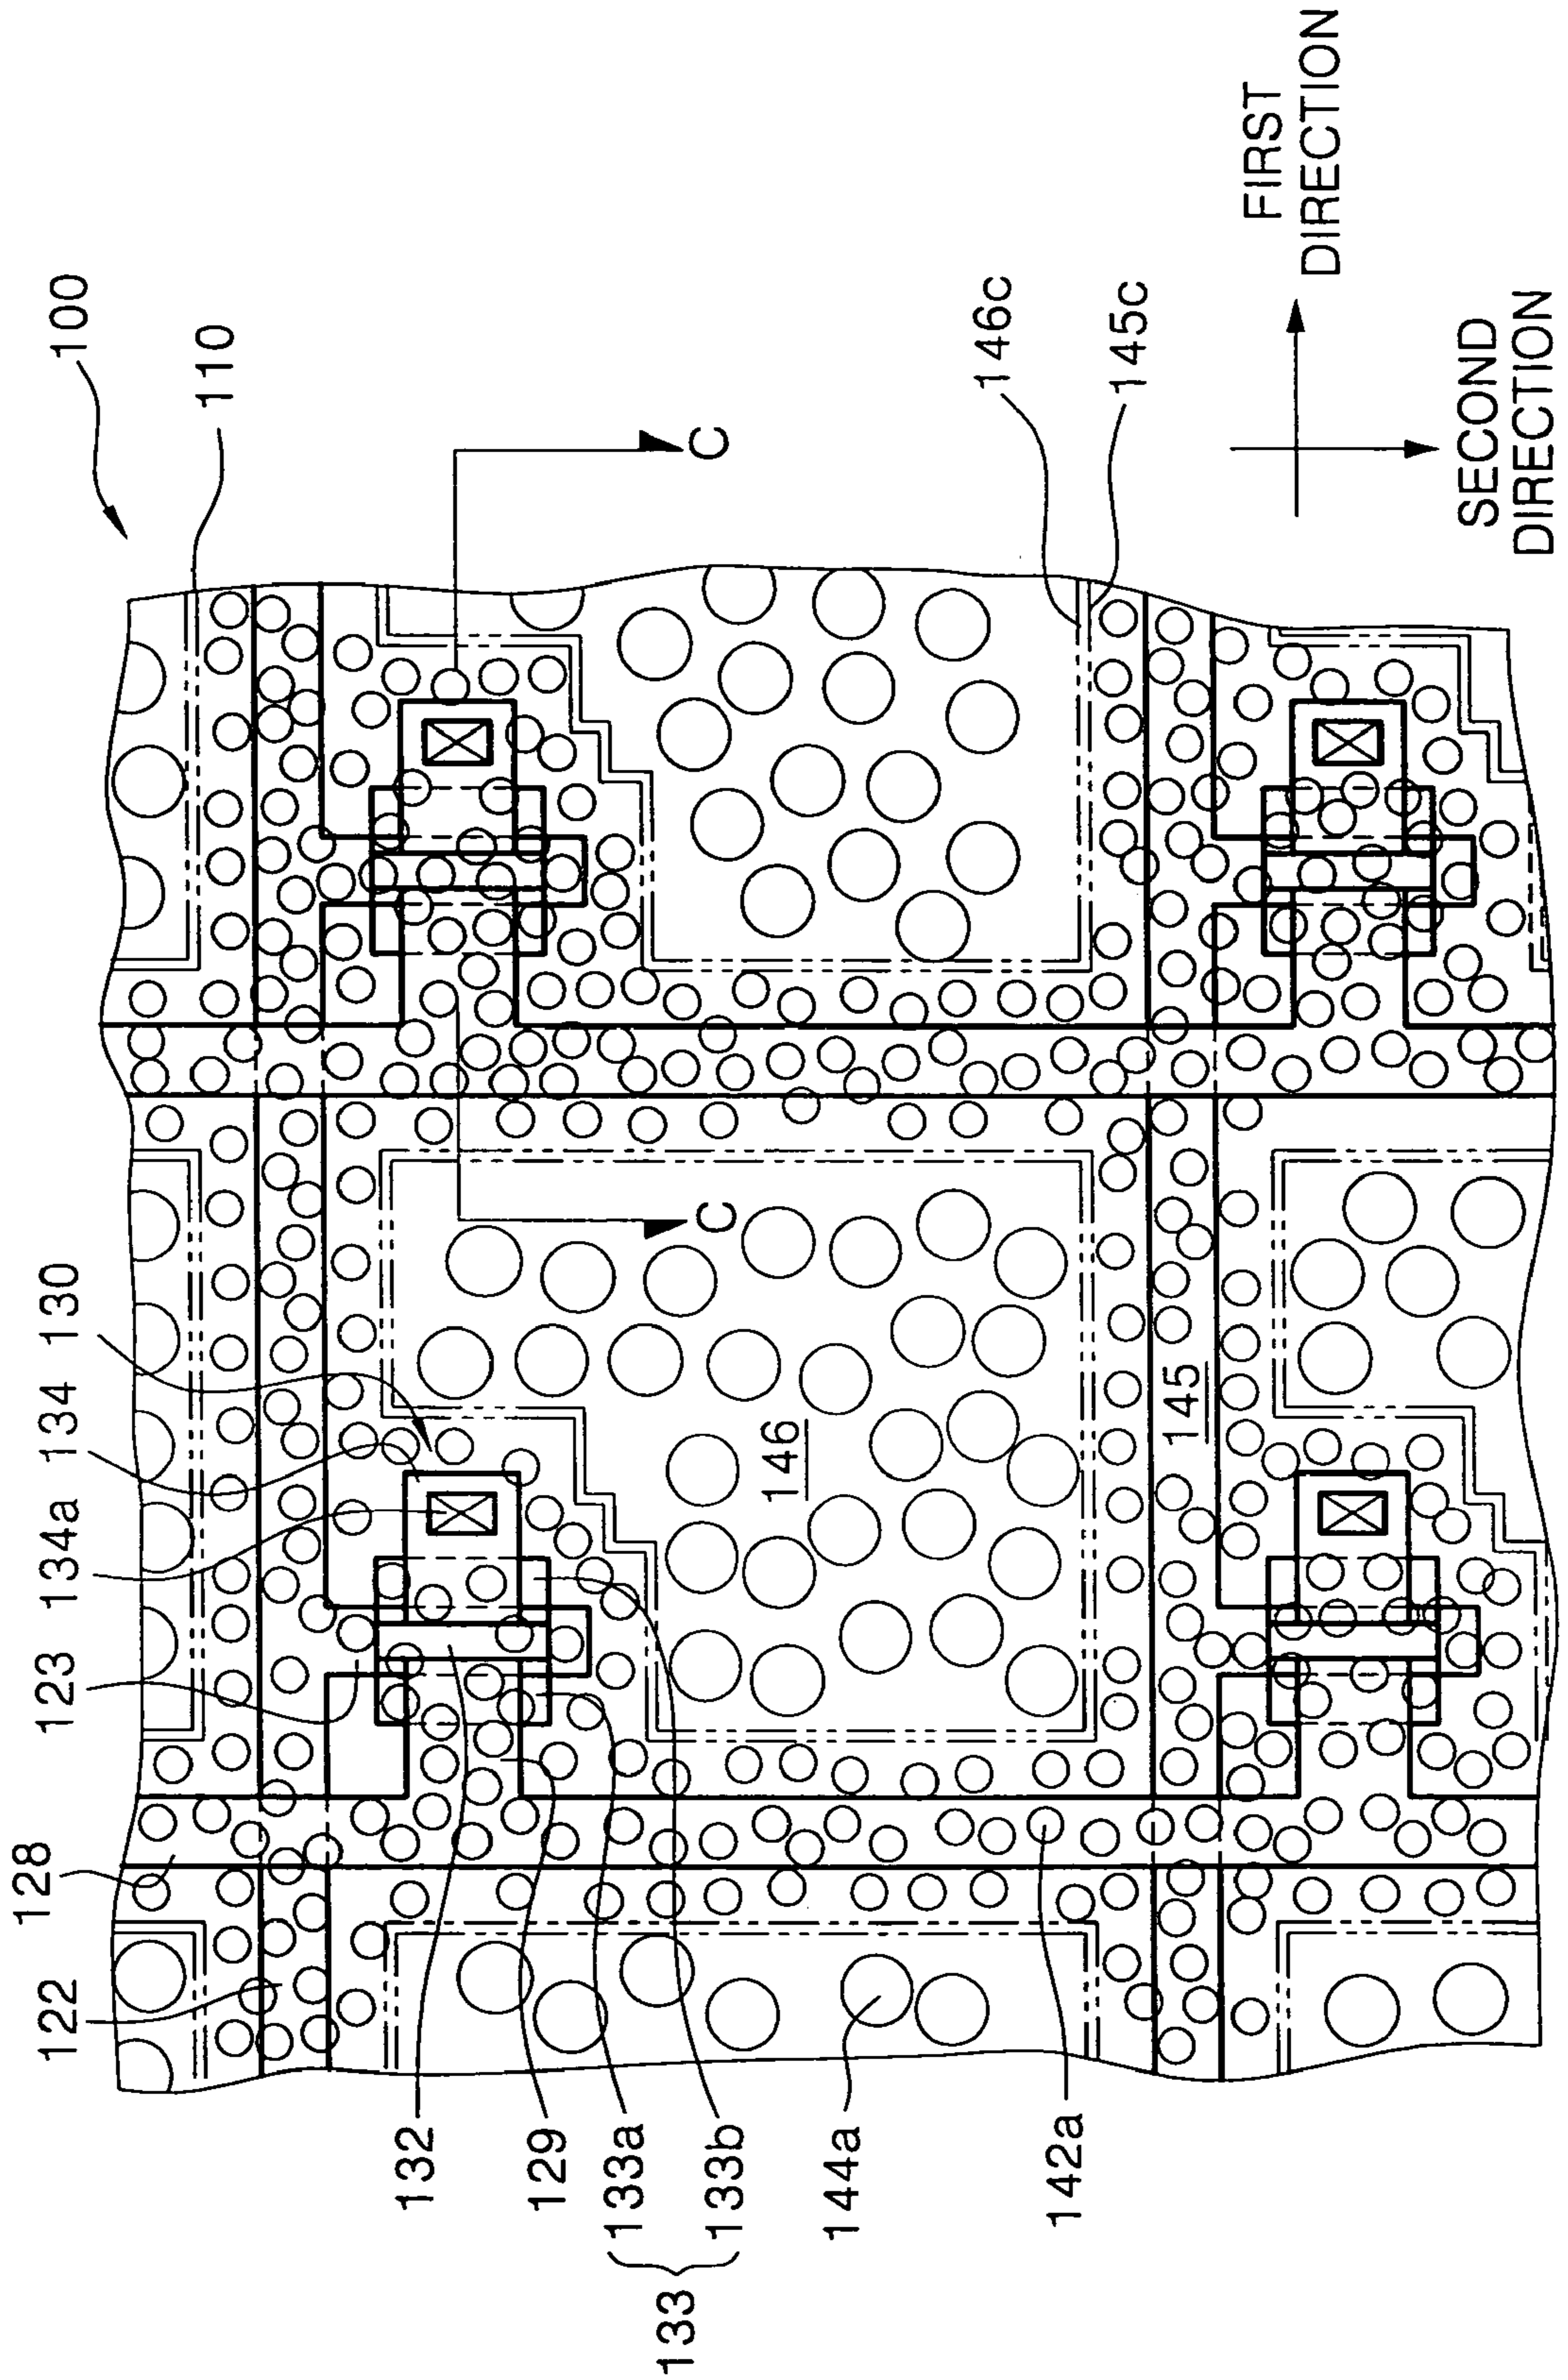 100
110
C
146c
145c
FIRST
DIRECTION
SECOND
DIRECTION
C
130
134
134a
123
128
122
146
145
132
129
133a
133b
133
144a
142a